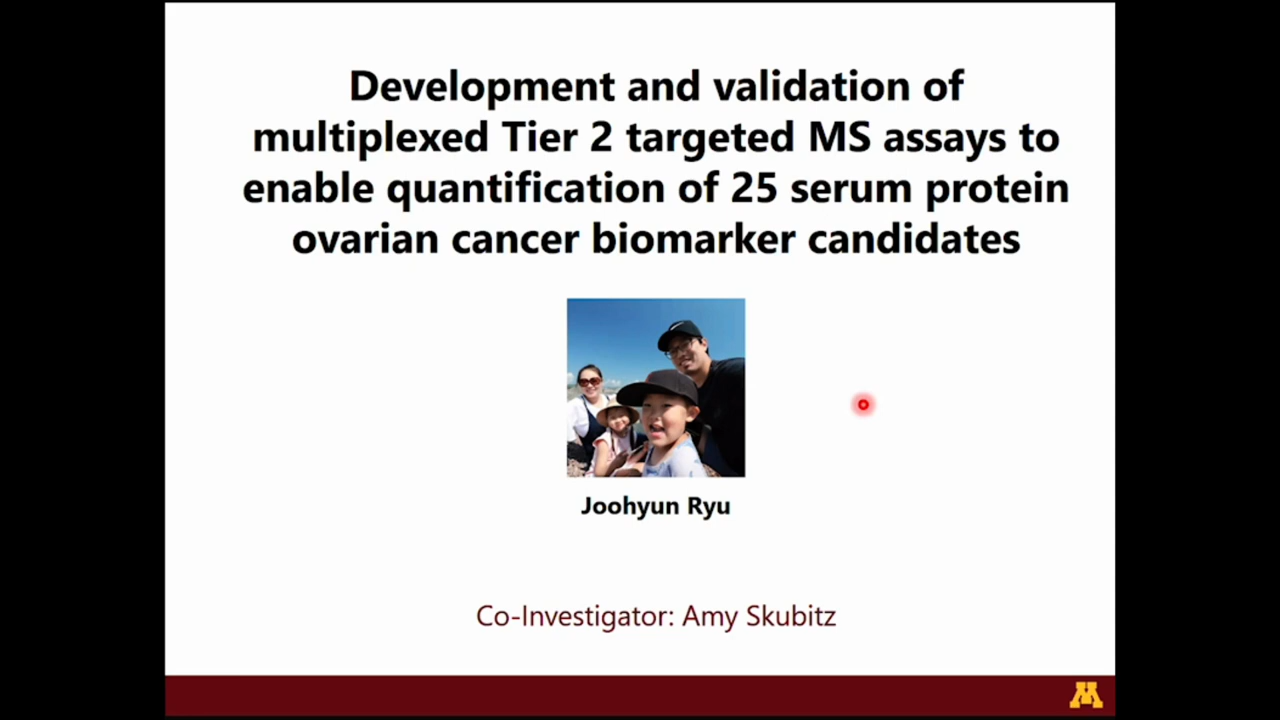 Development and validation of
multiplexed Tier 2 targeted MS assays to
enable quantification of 25 serum protein
ovarian cancer biomarker candidates
Joohyun Ryu
Co-Investigator: Amy Skubitz
M